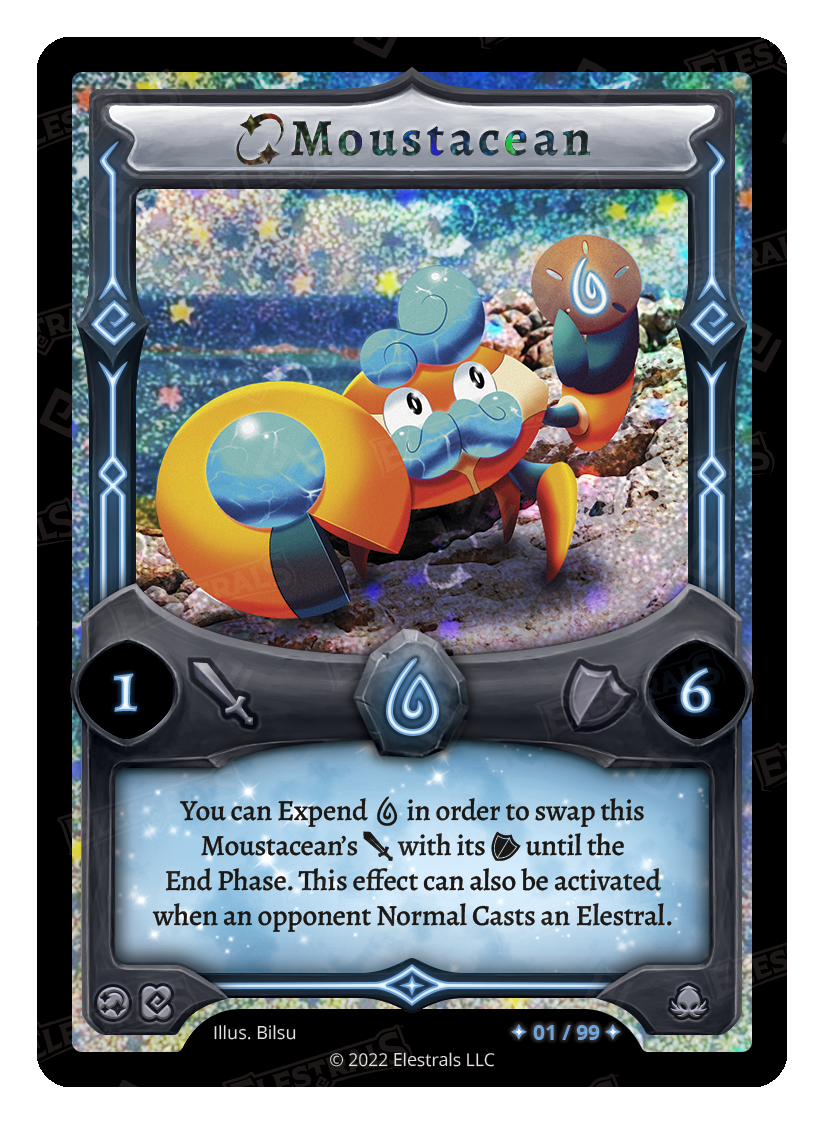 Moustacean
1
6
You can Expend in order to swap this
Moustacean's with its until the
End Phase. This effect can also be activated
when an opponent Normal Casts an Elestral.
Illus. Bilsu
01 / 99
© 2022 Elestrals LLC
ELESTRALS